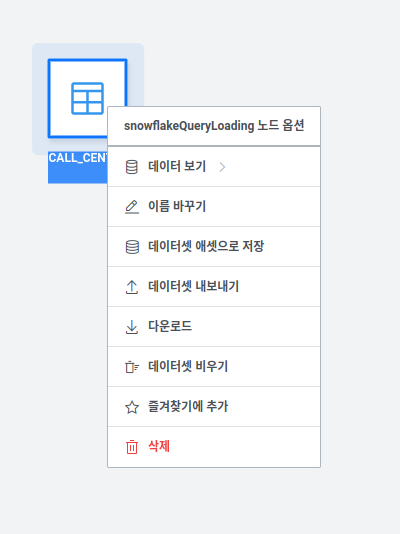 snowflakeQueryLoading 노드 옵션
데이터 보기
이름 바꾸기
데이터셋 애셋으로 저장
데이터셋 내보내기
다운로드
데이터셋 비우기
즐겨찾기에 추가
삭제